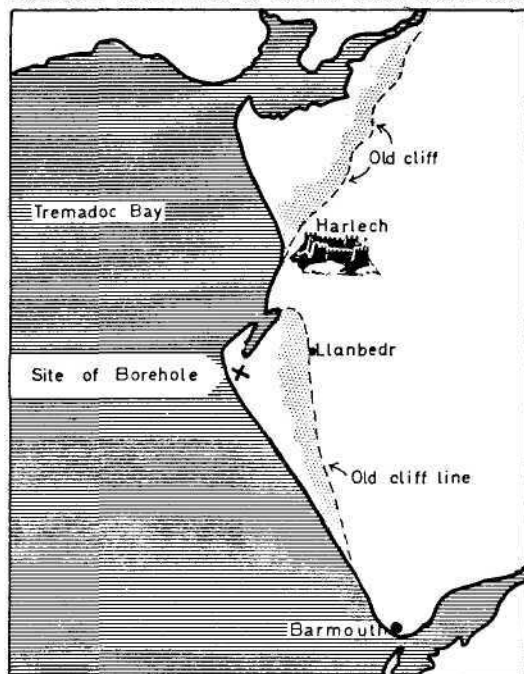 Old cliff
Tremadoc Bay
Harlech
Llanbedr
Site of Borehole
Old cliff line
Barmouth